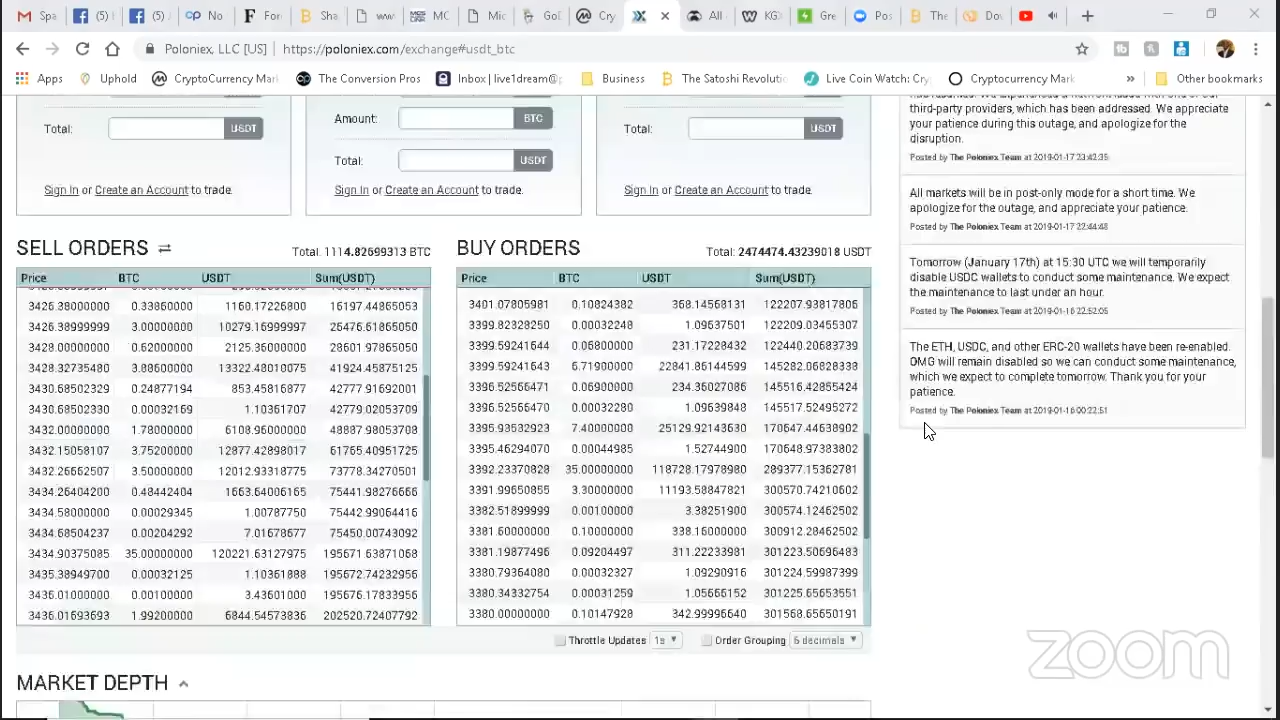 Spa
(5)
(5)
No
For
Sha
www
MC
Mic
Gol
Cry
All
KG
Gre
Pos
The
Dov
Poloniex, LLC [US] | https://poloniex.com/exchange#usdt_btc
Apps
Uphold
CryptoCurrency Mar
The Conversion Pros
Inbox | live1dream@
Business
The Satoshi Revoluti
Live Coin Watch: Cry
Cryptocurrency Mark
»
Other bookmarks
Total: USDT
Amount: BTC
Total: USDT
Total: USDT
Sign In or Create an Account to trade.
Sign In or Create an Account to trade.
Sign In or Create an Account to trade.
SELL ORDERS
Total: 1114.82699313 BTC
Price BTC USDT Sum(USDT)
3426.38000000 0.33860000 1160.17226800 16197.44865053
3426.38999999 3.00000000 10279.16999997 26476.61865050
3428.00000000 0.62000000 2125.36000000 28601.97865050
3428.32735480 3.88600000 13322.48010075 41924.45875125
3430.68502329 0.24877194 853.45816877 42777.91692001
3430.68502330 0.00032169 1.10361707 42779.02053709
3432.00000000 1.78000000 6108.96000000 48887.98053708
3432.15058107 3.75200000 12877.42898017 61765.40951725
3432.26662507 3.50000000 12012.93318775 73778.34270501
3434.26404200 0.48442404 1663.64006165 75441.98276666
3434.58000000 0.00029345 1.00787750 75442.99064416
3434.68504237 0.00204292 7.01678677 75450.00743092
3434.90375085 35.00000000 120221.63127975 195671.63871068
3435.38949700 0.00032125 1.10361888 195672.74232956
3436.01000000 0.00100000 3.43601000 195676.17833956
3436.01693693 1.99200000 6844.54573836 202520.72407792
BUY ORDERS
Total: 2474474.43239018 USDT
Price BTC USDT Sum(USDT)
3401.07805981 0.10824382 368.14568131 122207.93817806
3399.82328250 0.00032248 1.09637501 122209.03455307
3399.59241644 0.06800000 231.17228432 122440.20683739
3399.59241643 6.71900000 22841.86144599 145282.06828338
3396.52566471 0.06900000 234.36027086 145516.42855424
3396.52566470 0.00032280 1.09639848 145517.52495272
3395.93522573 7.40000000 25129.92143630 170647.44638902
3395.46294070 0.00044985 1.52744900 170648.97383802
3392.23370828 35.00000000 118728.17978980 289377.15362781
3391.99650855 3.30000000 11193.58847821 300570.74210602
3382.51899999 0.00100000 3.38251900 300574.12462502
3381.60000000 0.10000000 338.16000000 300912.28462502
3381.19877496 0.09204497 311.22233981 301223.50696483
3380.79364080 0.00032327 1.09290916 301224.59987399
3380.34332754 0.00031259 1.05666152 301225.65653551
3380.00000000 0.10147928 342.99996640 301568.65650191
Throttle Updates 1s
Order Grouping 6 decimals
MARKET DEPTH
third-party providers, which has been addressed. We appreciate
your patience during this outage, and apologize for the
disruption.
Posted by The Poloniex Team at 2019-01-17 23:42:35
All markets will be in post-only mode for a short time. We
apologize for the outage, and appreciate your patience.
Posted by The Poloniex Team at 2019-01-17 22:44:48
Tomorrow (January 17th) at 15:30 UTC we will temporarily
disable USDC wallets to conduct some maintenance. We expect
the maintenance to last under an hour.
Posted by The Poloniex Team at 2019-01-16 22:52:05
The ETH, USDC, and other ERC-20 wallets have been re-enabled.
OMG will remain disabled so we can conduct some maintenance,
which we expect to complete tomorrow. Thank you for your
patience.
Posted by The Poloniex Team at 2019-01-16 00:22:51
zoom